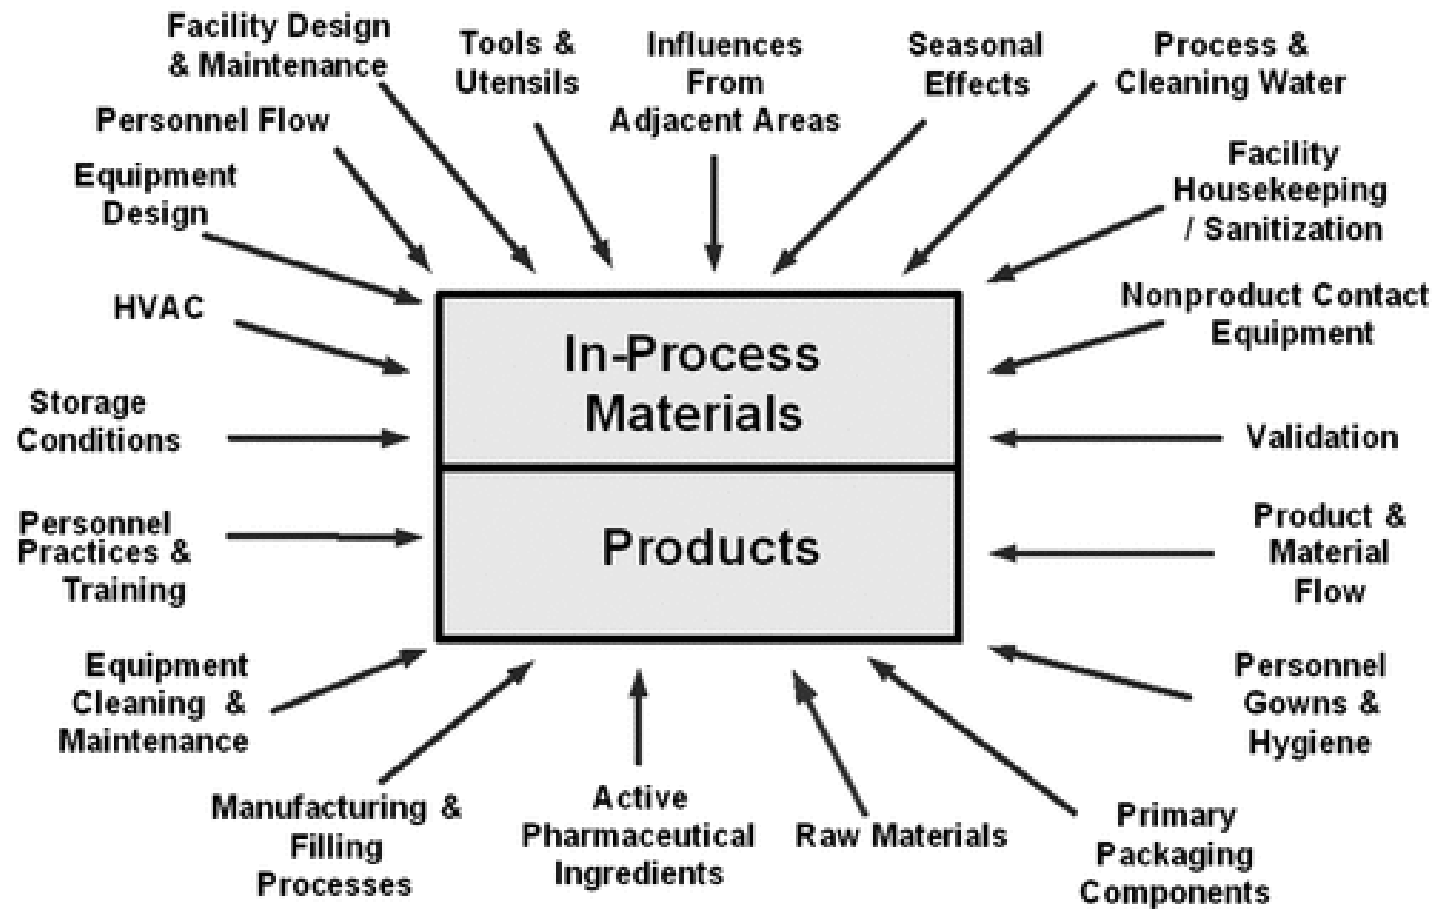 Facility Design
& Maintenance
Tools &
Utensils
Influences
From
Adjacent Areas
Seasonal
Effects
Process &
Cleaning Water
Personnel Flow
Equipment
Design
HVAC
Storage
Conditions
Personnel
Practices &
Training
Equipment
Cleaning &
Maintenance
In-Process
Materials
Products
Facility
Housekeeping
/ Sanitization
Nonproduct Contact
Equipment
Validation
Product &
Material
Flow
Personnel
Gowns &
Hygiene
Manufacturing &
Filling
Processes
Active
Pharmaceutical
Ingredients
Raw Materials
Primary
Packaging
Components